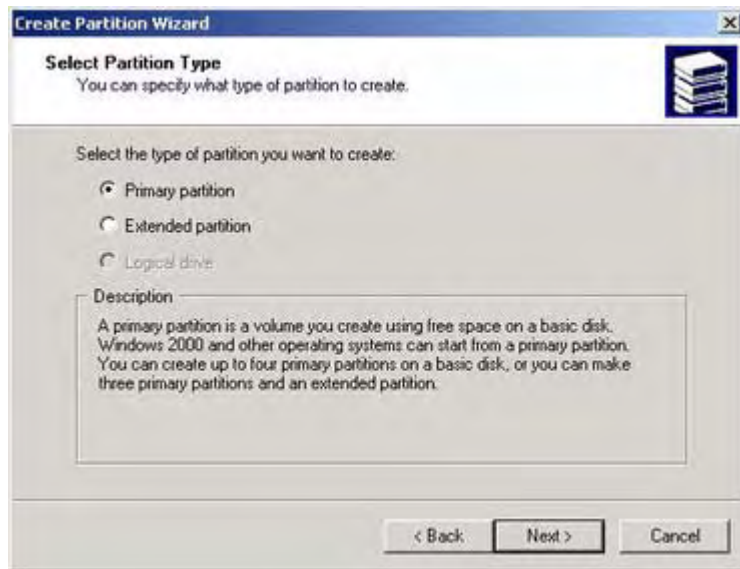 Create Partition Wizard
Select Partition Type
You can specify what type of partition to create.
Select the type of partition you want to create:
Primary partition
Extended partition
Logical drive
Description
A primary partition is a volume you create using free space on a basic disk.
Windows 2000 and other operating systems can start from a primary partition.
You can create up to four primary partitions on a basic disk, or you can make
three primary partitions and an extended partition.
< Back Next > Cancel